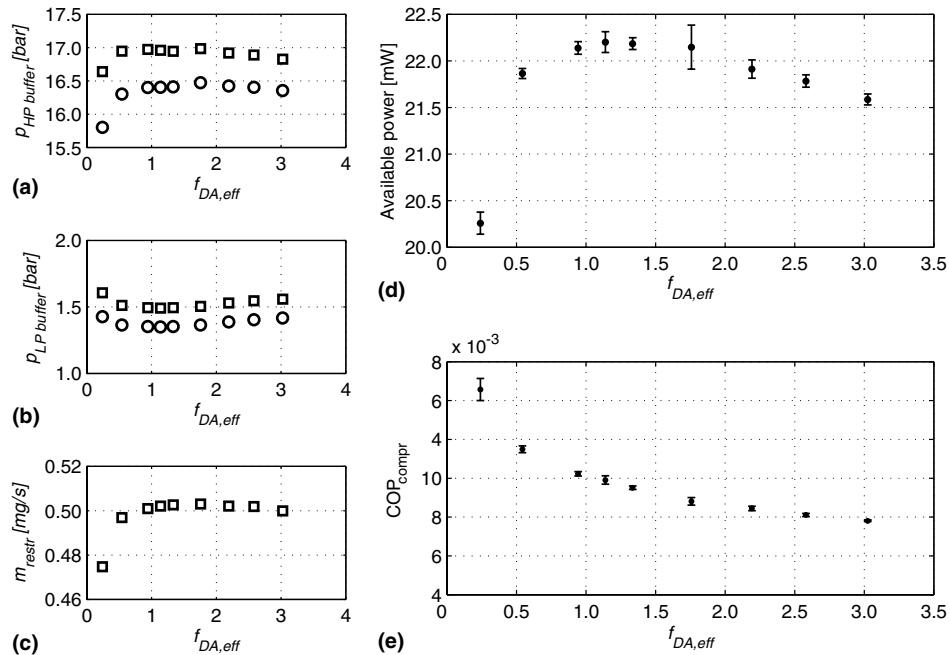 17.5
17.0
16.5
16.0
15.5
p_HP buffer [bar]
0 1 2 3 4
f_DA,eff
(a)
2.0
1.5
1.0
p_LP buffer [bar]
0 1 2 3 4
f_DA,eff
(b)
0.52
0.50
0.48
0.46
m_restr [mg/s]
0 1 2 3 4
f_DA,eff
(c)
22.5
22.0
21.5
21.0
20.5
20.0
Available power [mW]
0 0.5 1.0 1.5 2.0 2.5 3.0 3.5
f_DA,eff
(d)
x 10^-3
8
6
4
10
8
6
4
COP_compr
0 0.5 1.0 1.5 2.0 2.5 3.0 3.5
f_DA,eff
(e)